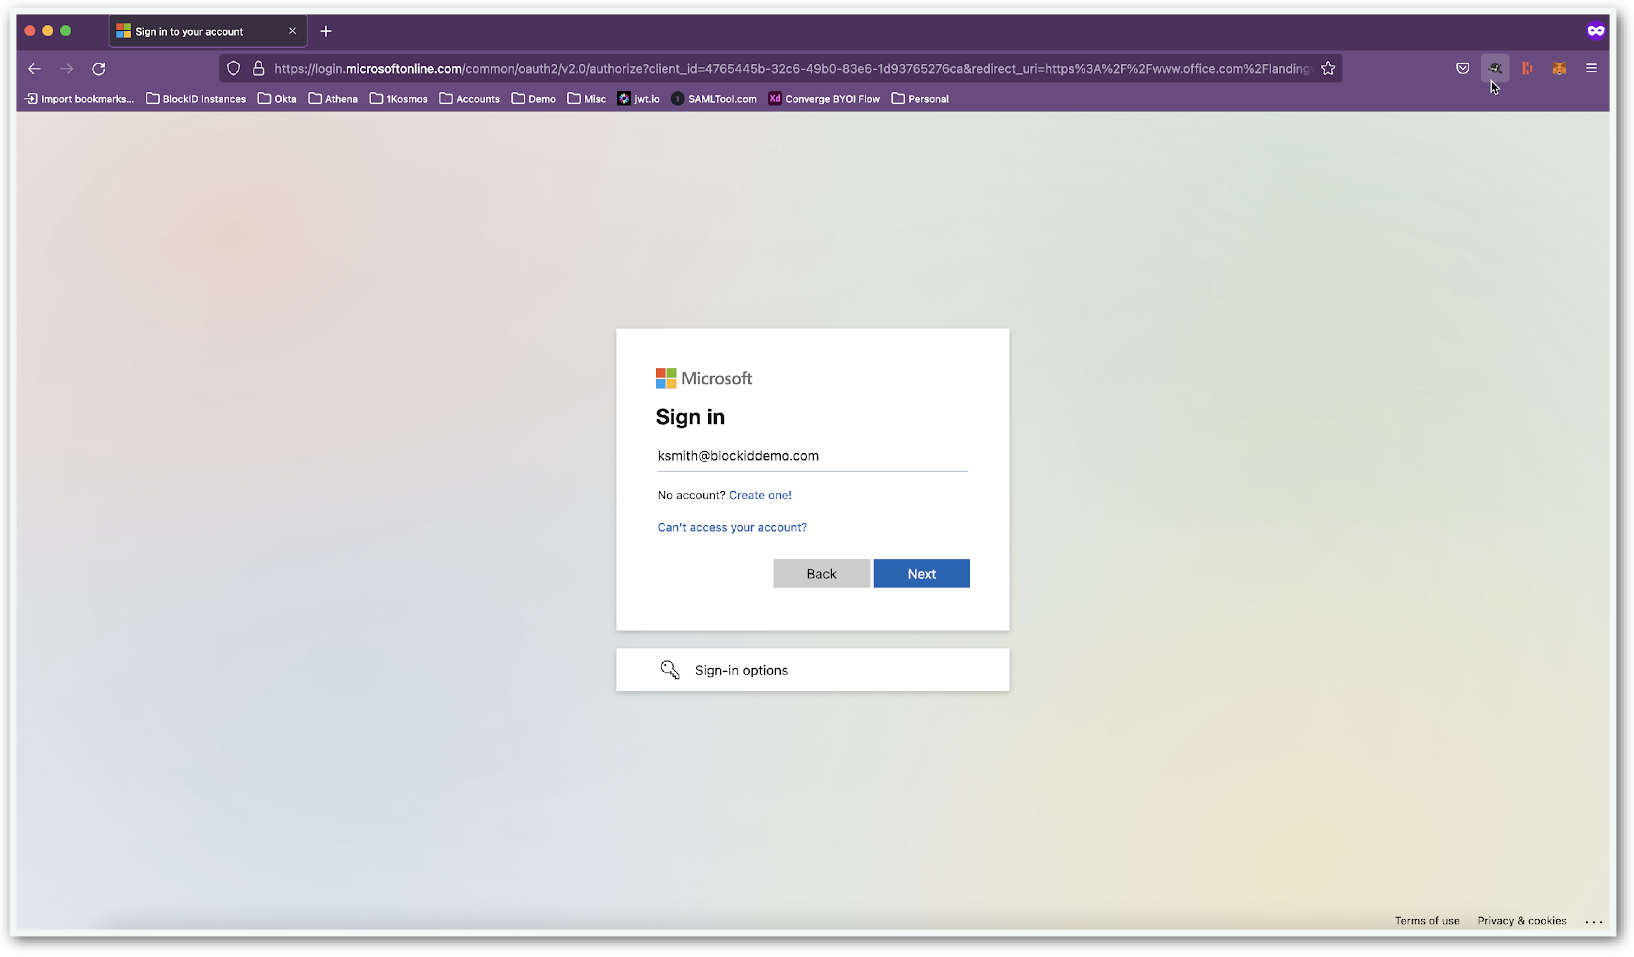 Sign in to your account
https://login.microsoftonline.com/common/oauth2/v2.0/authorize?client_id=4765445b-32c6-49b0-83e6-1d93765276ca&redirect_uri=https%3A%2F%2Fwww.office.com%2Flanding
Import bookmarks... BlockID Instances Okta Athena 1Kosmos Accounts Demo Misc jwt.io SAMLTool.com Xd Converge BYOI Flow Personal
Microsoft
Sign in
ksmith@blockiddemo.com
No account? Create one!
Can't access your account?
Back Next
Sign-in options
Terms of use Privacy & cookies ...